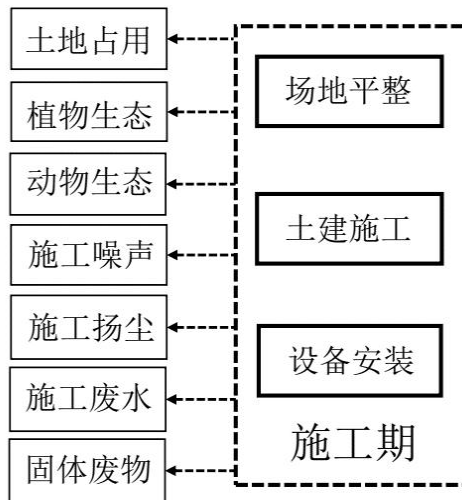 土地占用
植物生态
动物生态
施工噪声
施工扬尘
施工废水
固体废物
场地平整
土建施工
设备安装
施工期